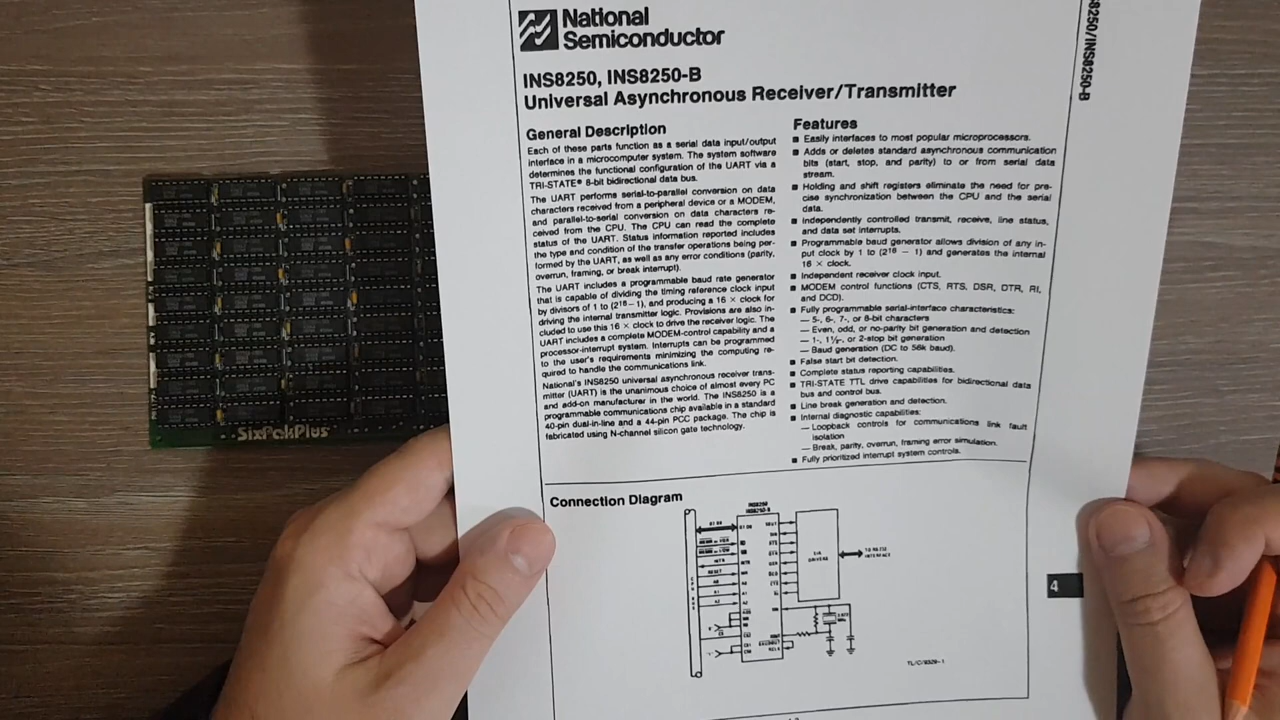 National
Semiconductor
8250/INS8250-B
INS8250, INS8250-B
Universal Asynchronous Receiver/Transmitter
General Description
Each of these parts function as a serial data input/output
interface in a microcomputer system. The system software
determines the functional configuration of the UART via a
TRI-STATE® 8-bit bidirectional data bus.
The UART performs serial-to-parallel conversion on data
characters received from a peripheral device or a MODEM,
and parallel-to-serial conversion on data characters re-
ceived from the CPU. The CPU can read the complete
status of the UART. Status information reported includes
the type and condition of the transfer operations being per-
formed by the UART, as well as any error conditions (parity,
overrun, framing, or break interrupt).
The UART includes a programmable baud rate generator
that is capable of dividing the timing reference clock input
by divisors of 1 to (2¹⁶−1), and producing a 16 × clock for
driving the internal transmitter logic. Provisions are also in-
cluded to use this 16 × clock to drive the receiver logic. The
UART includes a complete MODEM-control capability and a
processor-interrupt system. Interrupts can be programmed
to the user's requirements minimizing the computing re-
quired to handle the communications link.
National's INS8250 universal asynchronous receiver trans-
mitter (UART) is the unanimous choice of almost every PC
and add-on manufacturer in the world. The INS8250 is a
programmable communications chip available in a standard
40-pin dual-in-line and a 44-pin PCC package. The chip is
fabricated using N-channel silicon gate technology.
Features
■ Easily interfaces to most popular microprocessors.
■ Adds or deletes standard asynchronous communication
bits (start, stop, and parity) to or from serial data
stream.
■ Holding and shift registers eliminate the need for pre-
cise synchronization between the CPU and the serial
data.
■ Independently controlled transmit, receive, line status,
and data set interrupts.
■ Programmable baud generator allows division of any in-
put clock by 1 to (2¹⁶ − 1) and generates the internal
16 × clock.
■ Independent receiver clock input.
■ MODEM control functions (CTS, RTS, DSR, DTR, RI,
and DCD).
■ Fully programmable serial-interface characteristics:
— 5-, 6-, 7-, or 8-bit characters
— Even, odd, or no-parity bit generation and detection
— 1-, 1½-, or 2-stop bit generation
— Baud generation (DC to 56k baud).
■ False start bit detection.
■ Complete status reporting capabilities.
■ TRI-STATE TTL drive capabilities for bidirectional data
bus and control bus.
■ Line break generation and detection.
■ Internal diagnostic capabilities:
— Loopback controls for communications link fault
isolation
— Break, parity, overrun, framing error simulation.
■ Fully prioritized interrupt system controls.
Connection Diagram
INS8250
INS8250-B
RESET
A0
A1
A2
TO RS232
INTERFACE
TL/C/9329-1
4
SixPakPlus